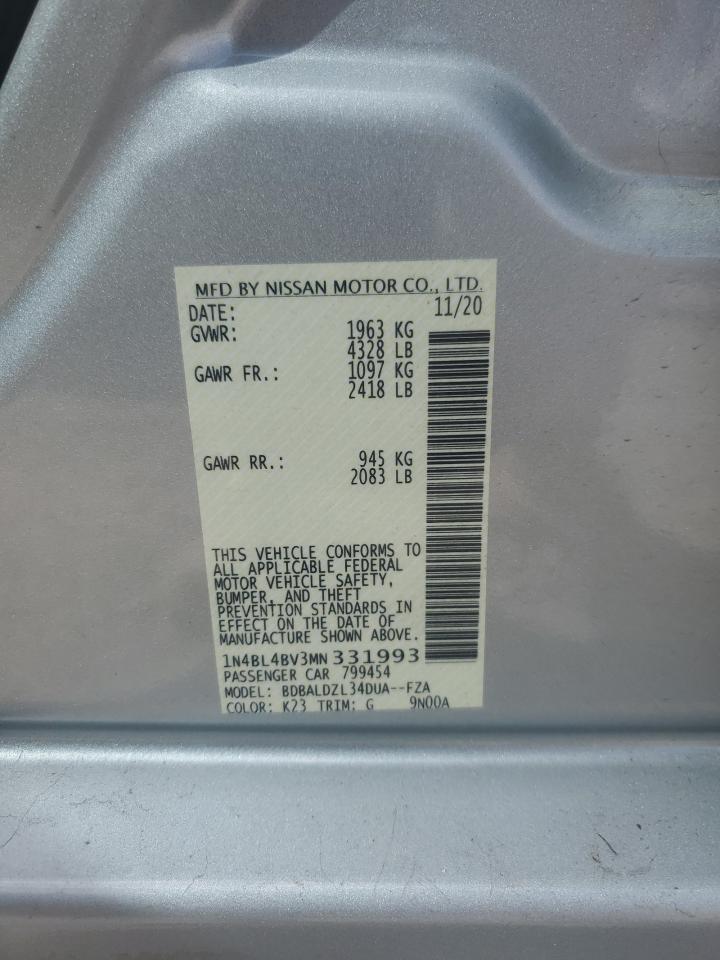 MFD BY NISSAN MOTOR CO., LTD.
DATE: 11/20
GVWR: 1963 KG
4328 LB
GAWR FR.: 1097 KG
2418 LB
GAWR RR.: 945 KG
2083 LB
THIS VEHICLE CONFORMS TO
ALL APPLICABLE FEDERAL
MOTOR VEHICLE SAFETY,
BUMPER, AND THEFT
PREVENTION STANDARDS IN
EFFECT ON THE DATE OF
MANUFACTURE SHOWN ABOVE.
1N4BL4BV3MN 331993
PASSENGER CAR 799454
MODEL: BDBALDZL34DUA--FZA
COLOR: K23 TRIM: G 9N00A